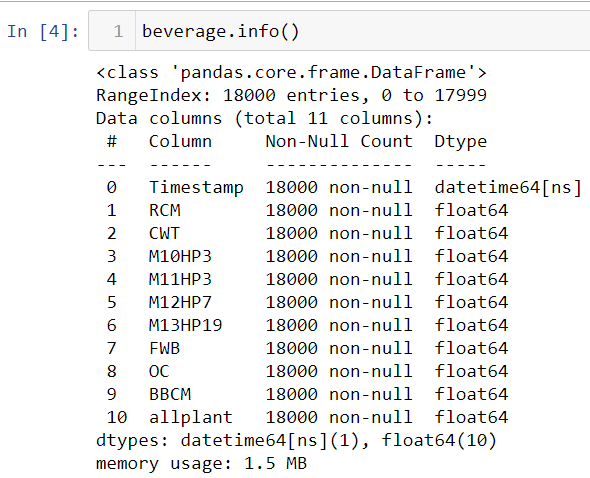 In [4]: 1 beverage.info()
<class 'pandas.core.frame.DataFrame'>
RangeIndex: 18000 entries, 0 to 17999
Data columns (total 11 columns):
 #   Column     Non-Null Count  Dtype
---  ------     --------------  -----
 0   Timestamp  18000 non-null  datetime64[ns]
 1   RCM        18000 non-null  float64
 2   CWT        18000 non-null  float64
 3   M10HP3     18000 non-null  float64
 4   M11HP3     18000 non-null  float64
 5   M12HP7     18000 non-null  float64
 6   M13HP19    18000 non-null  float64
 7   FWB        18000 non-null  float64
 8   OC         18000 non-null  float64
 9   BBCM       18000 non-null  float64
 10  allplant   18000 non-null  float64
dtypes: datetime64[ns](1), float64(10)
memory usage: 1.5 MB